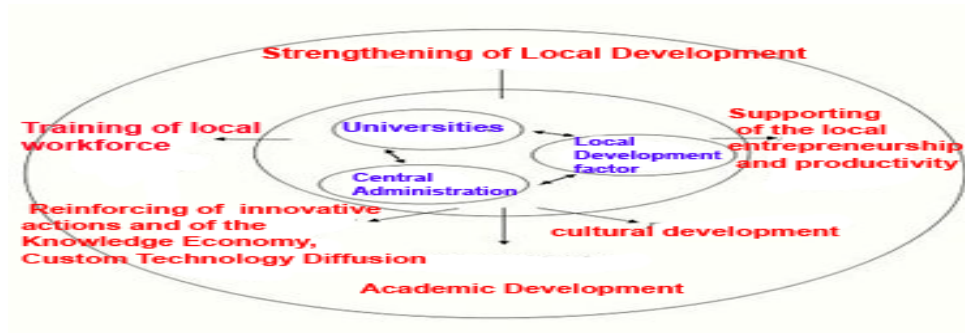 Strengthening of Local Development
Training of local
workforce
Universities
Central
Administration
Local
Development
factor
Supporting
of the local
entrepreneurship
and productivity
Reinforcing of innovative
actions and of the
Knowledge Economy,
Custom Technology Diffusion
cultural development
Academic Development